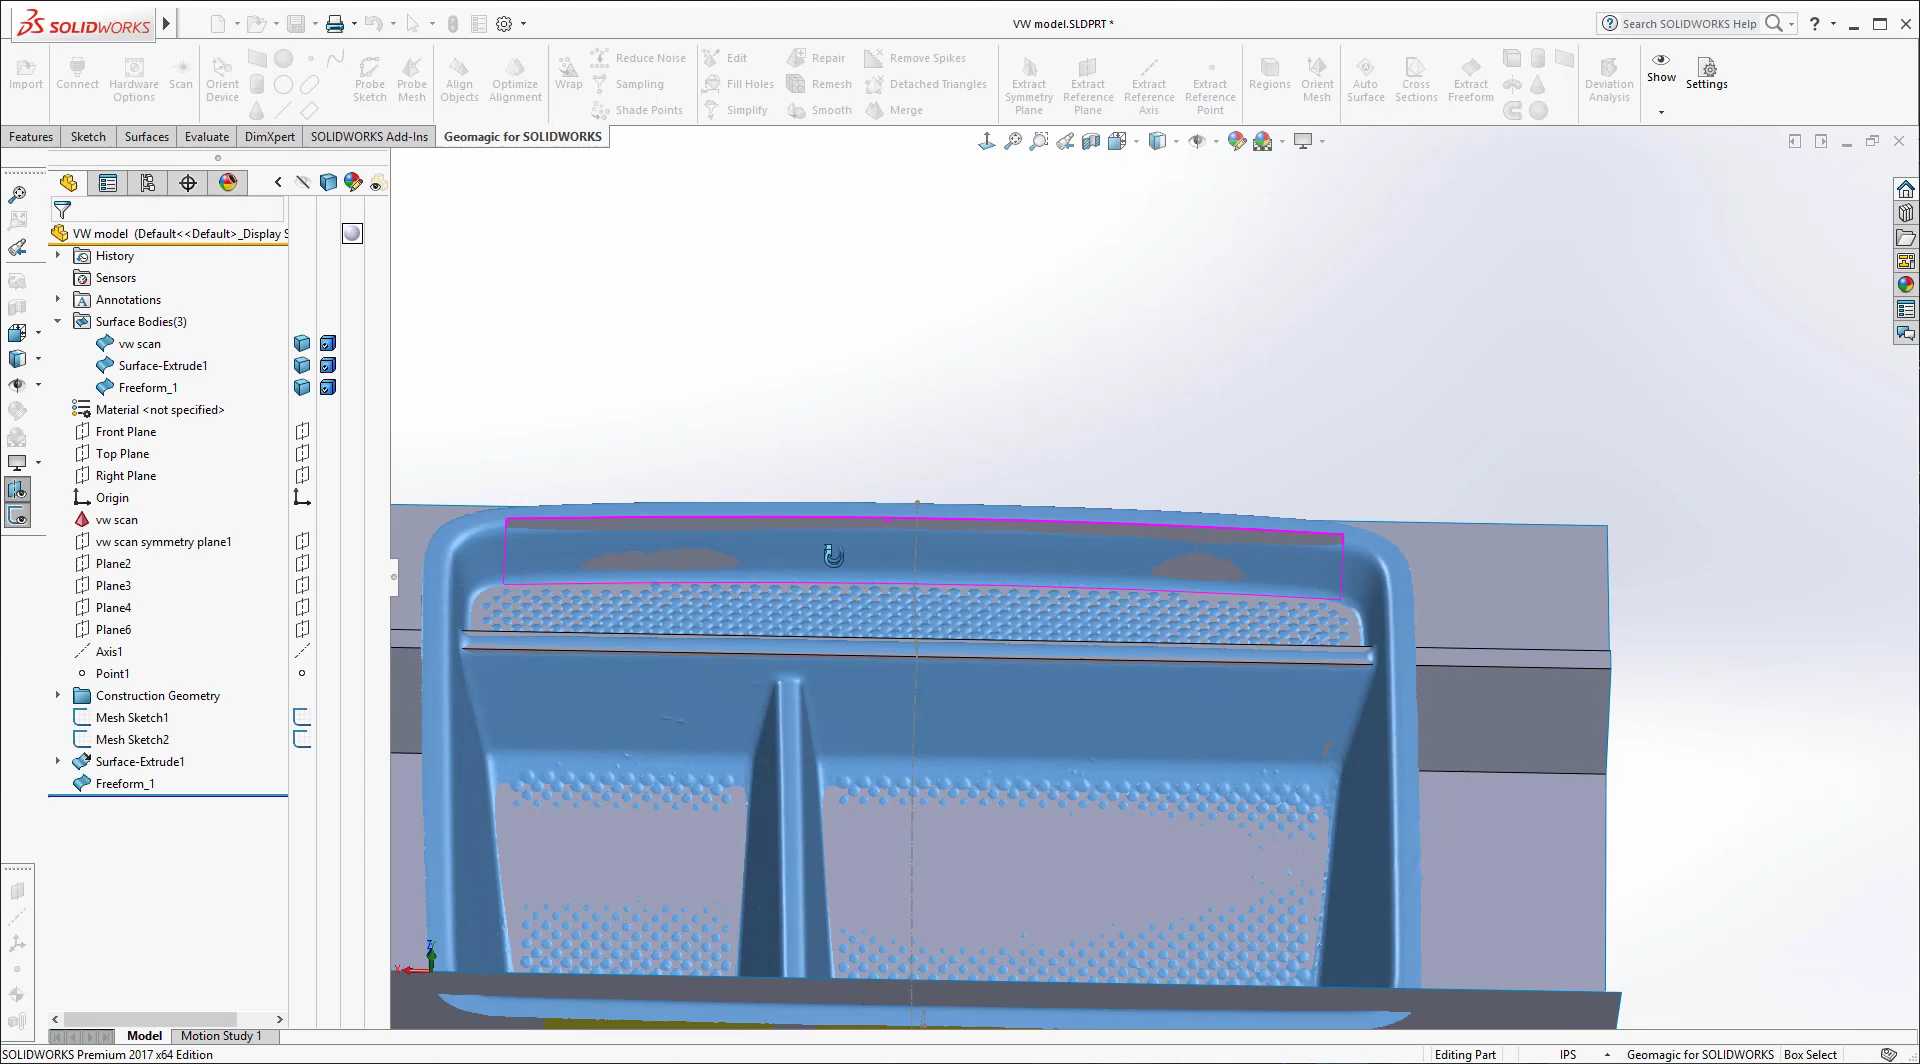 SOLIDWORKS
VW model.SLDPRT *
Search SOLIDWORKS Help
?
Import
Connect
Hardware Options
Scan
Orient Device
Probe Sketch
Probe Mesh
Align Objects
Optimize Alignment
Wrap
Reduce Noise
Sampling
Shade Points
Edit
Fill Holes
Simplify
Repair
Remesh
Smooth
Remove Spikes
Detached Triangles
Merge
Extract Symmetry Plane
Extract Reference Plane
Extract Reference Axis
Extract Reference Point
Regions
Orient Mesh
Auto Surface
Cross Sections
Extract Freeform
Deviation Analysis
Show
Settings
Features
Sketch
Surfaces
Evaluate
DimXpert
SOLIDWORKS Add-Ins
Geomagic for SOLIDWORKS
VW model (Default<<Default>_Display S
History
Sensors
Annotations
Surface Bodies(3)
vw scan
Surface-Extrude1
Freeform_1
Material <not specified>
Front Plane
Top Plane
Right Plane
Origin
vw scan
vw scan symmetry plane1
Plane2
Plane3
Plane4
Plane6
Axis1
Point1
Construction Geometry
Mesh Sketch1
Mesh Sketch2
Surface-Extrude1
Freeform_1
Z
X
Model
Motion Study 1
SOLIDWORKS Premium 2017 x64 Edition
Editing Part
IPS
Geomagic for SOLIDWORKS
Box Select